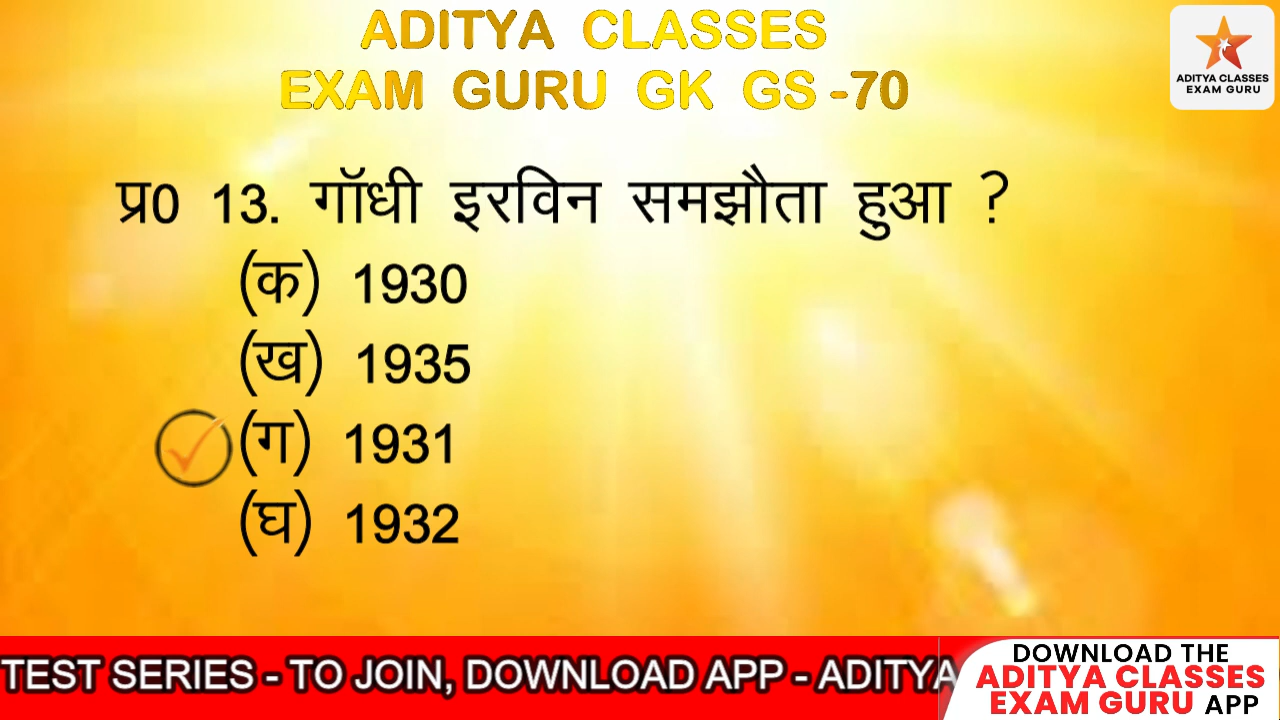 ADITYA CLASSES
EXAM GURU GK GS -70
ADITYA CLASSES
EXAM GURU
प्र0 13. गॉधी इरविन समझौता हुआ ?
(क) 1930
(ख) 1935
(ग) 1931
(घ) 1932
TEST SERIES - TO JOIN, DOWNLOAD APP - ADITYA
DOWNLOAD THE
ADITYA CLASSES
EXAM GURU APP